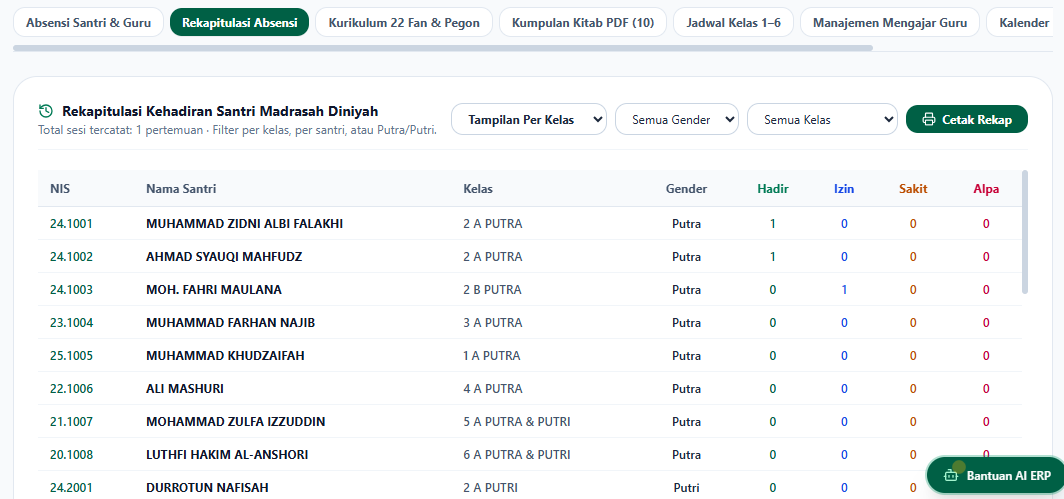 Absensi Santri & Guru
Rekapitulasi Absensi
Kurikulum 22 Fan & Pegon
Kumpulan Kitab PDF (10)
Jadwal Kelas 1–6
Manajemen Mengajar Guru
Kalender
Rekapitulasi Kehadiran Santri Madrasah Diniyah
Total sesi tercatat: 1 pertemuan · Filter per kelas, per santri, atau Putra/Putri.
Tampilan Per Kelas
Semua Gender
Semua Kelas
Cetak Rekap
NIS Nama Santri Kelas Gender Hadir Izin Sakit Alpa
24.1001 MUHAMMAD ZIDNI ALBI FALAKHI 2 A PUTRA Putra 1 0 0 0
24.1002 AHMAD SYAUQI MAHFUDZ 2 A PUTRA Putra 1 0 0 0
24.1003 MOH. FAHRI MAULANA 2 B PUTRA Putra 0 1 0 0
23.1004 MUHAMMAD FARHAN NAJIB 3 A PUTRA Putra 0 0 0 0
25.1005 MUHAMMAD KHUDZAIFAH 1 A PUTRA Putra 0 0 0 0
22.1006 ALI MASHURI 4 A PUTRA Putra 0 0 0 0
21.1007 MOHAMMAD ZULFA IZZUDDIN 5 A PUTRA & PUTRI Putra 0 0 0 0
20.1008 LUTHFI HAKIM AL-ANSHORI 6 A PUTRA & PUTRI Putra 0 0 0 0
24.2001 DURROTUN NAFISAH 2 A PUTRI Putri 0 0 0
Bantuan AI ERP